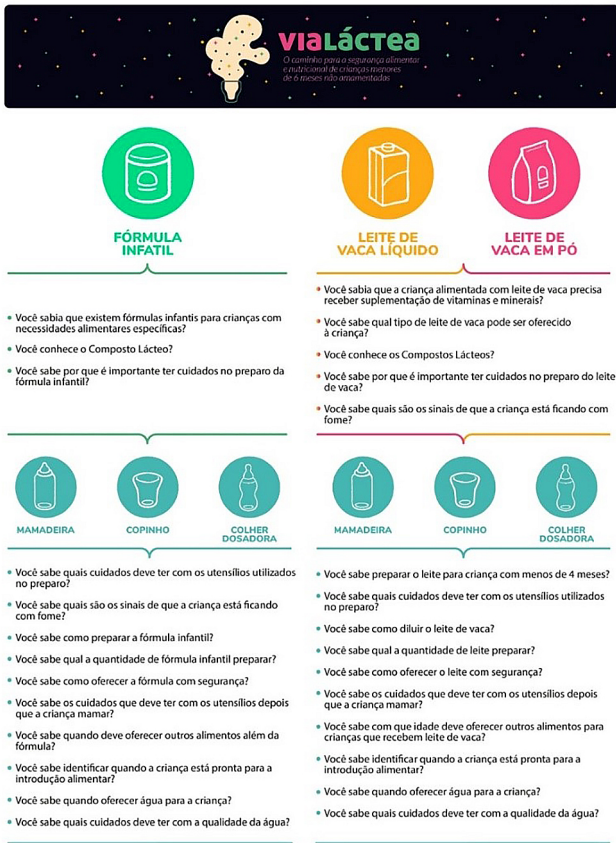 VIALÁCTEA
O caminho para a segurança alimentar
e nutricional de crianças menores
de 6 meses não amamentadas
FÓRMULA
INFATIL
• Você sabia que existem fórmulas infantis para crianças com
necessidades alimentares específicas?
• Você conhece o Composto Lácteo?
• Você sabe por que é importante ter cuidados no preparo da
fórmula infantil?
MAMADEIRA
COPINHO
COLHER
DOSADORA
• Você sabe quais cuidados deve ter com os utensílios utilizados
no preparo?
• Você sabe quais são os sinais de que a criança está ficando
com fome?
• Você sabe como preparar a fórmula infantil?
• Você sabe qual a quantidade de fórmula infantil preparar?
• Você sabe como oferecer a fórmula com segurança?
• Você sabe os cuidados que deve ter com os utensílios depois
que a criança mamar?
• Você sabe quando deve oferecer outros alimentos além da
fórmula?
• Você sabe identificar quando a criança está pronta para a
introdução alimentar?
• Você sabe quando oferecer água para a criança?
• Você sabe quais cuidados deve ter com a qualidade da água?
LEITE DE
VACA LÍQUIDO
LEITE DE
VACA EM PÓ
• Você sabia que a criança alimentada com leite de vaca precisa
receber suplementação de vitaminas e minerais?
• Você sabe qual tipo de leite de vaca pode ser oferecido
à criança?
• Você conhece os Compostos Lácteos?
• Você sabe por que é importante ter cuidados no preparo do leite
de vaca?
• Você sabe quais são os sinais de que a criança está ficando com
fome?
MAMADEIRA
COPINHO
COLHER
DOSADORA
• Você sabe preparar o leite para criança com menos de 4 meses?
• Você sabe quais cuidados deve ter com os utensílios utilizados
no preparo?
• Você sabe como diluir o leite de vaca?
• Você sabe qual a quantidade de leite preparar?
• Você sabe como oferecer o leite com segurança?
• Você sabe os cuidados que deve ter com os utensílios depois
que a criança mamar?
• Você sabe com que idade deve oferecer outros alimentos para
crianças que recebem leite de vaca?
• Você sabe identificar quando a criança está pronta para a
introdução alimentar?
• Você sabe quando oferecer água para a criança?
• Você sabe quais cuidados deve ter com a qualidade da água?